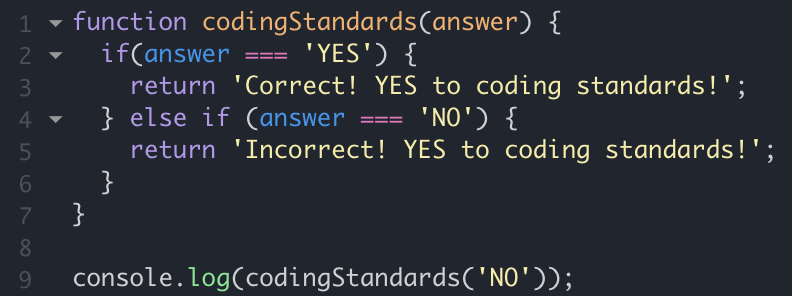 1 function codingStandards(answer) {
2   if(answer === 'YES') {
3     return 'Correct! YES to coding standards!';
4   } else if (answer === 'NO') {
5     return 'Incorrect! YES to coding standards!';
6   }
7 }
8
9 console.log(codingStandards('NO'));